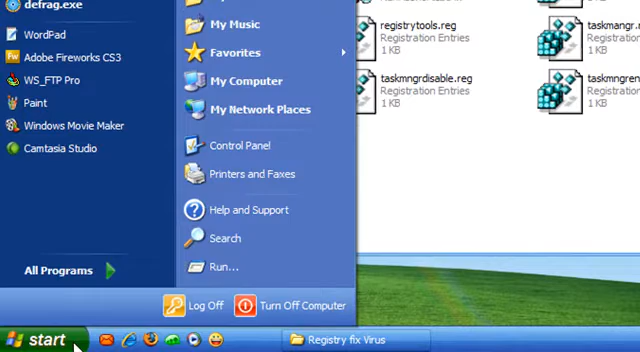 defrag.exe
WordPad
Adobe Fireworks CS3
WS_FTP Pro
Paint
Windows Movie Maker
Camtasia Studio
All Programs
My Music
Favorites
My Computer
My Network Places
Control Panel
Printers and Faxes
Help and Support
Search
Run...
Log Off
Turn Off Computer
registrytools.reg
Registration Entries
1 KB
taskmngrdisable.reg
Registration Entries
1 KB
taskmangr.
Registration
1 KB
taskmngren
Registration
1 KB
start
Registry fix Virus